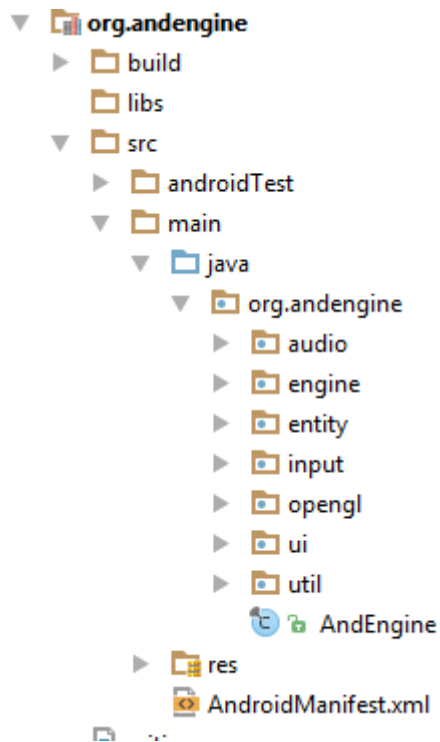 org.andengine
build
libs
src
androidTest
main
java
org.andengine
audio
engine
entity
input
opengl
ui
util
AndEngine
res
AndroidManifest.xml